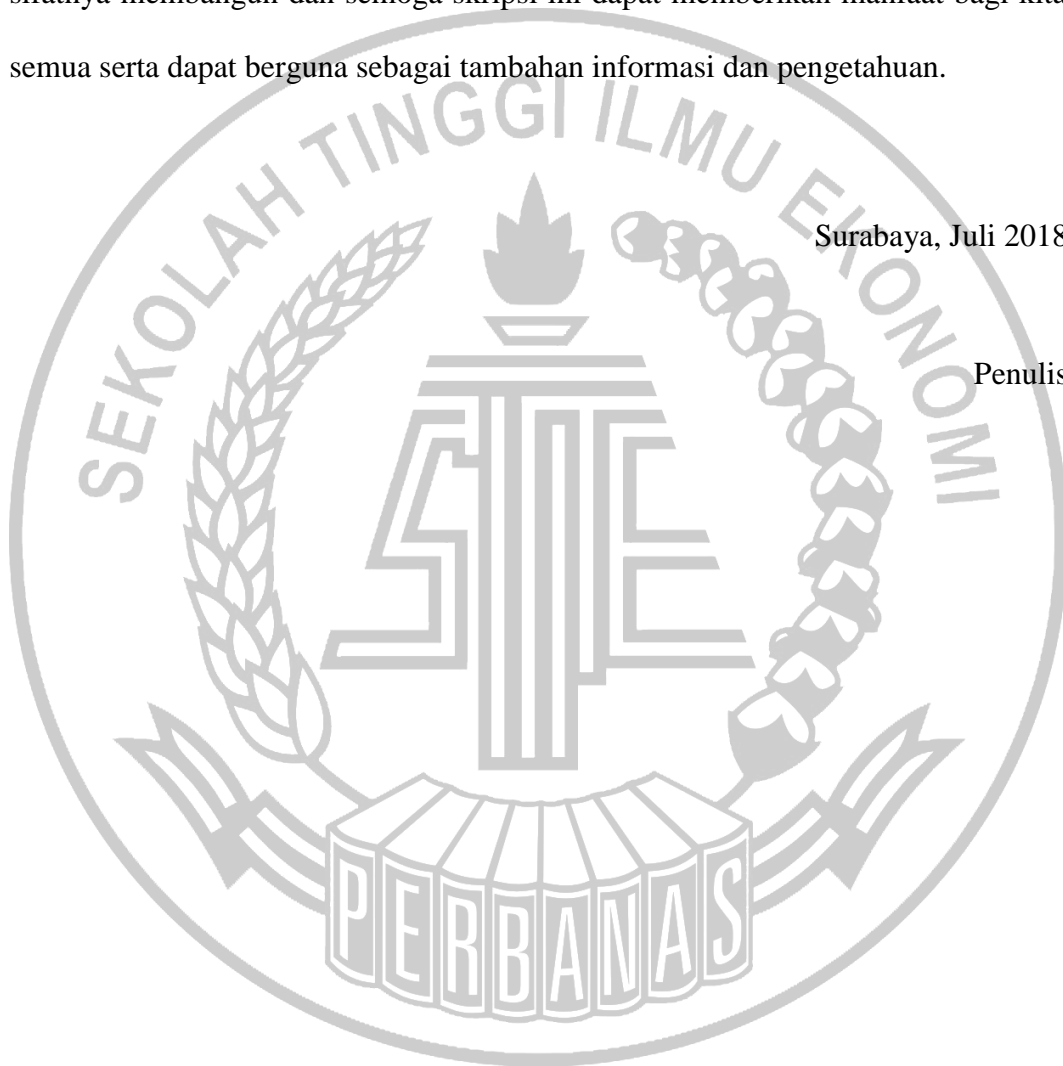 sifatnya membangun dan semoga skripsi ini dapat memberikan manfaat bagi kita
semua serta dapat berguna sebagai tambahan informasi dan pengetahuan.
SEKOLAH TINGGI ILMU EKONOMI
Surabaya, Juli 2018
Penulis
STIE
PERBANAS